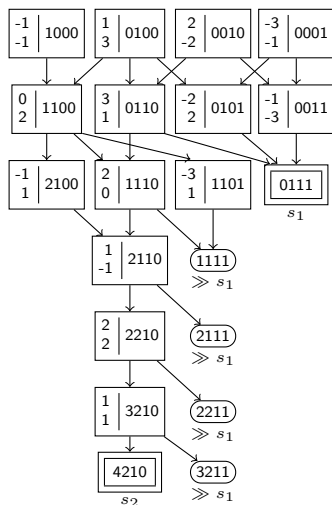 -1 -1 | 1000 1 3 | 0100 2 -2 | 0010 -3 -1 | 0001
0 2 | 1100 3 1 | 0110 -2 2 | 0101 -1 -3 | 0011
-1 1 | 2100 2 0 | 1110 -3 1 | 1101 0111
s₁
1 -1 | 2110 1111
≫ s₁
2 2 | 2210 2111
≫ s₁
1 1 | 3210 2211
≫ s₁
4210 3211
s₂ ≫ s₁